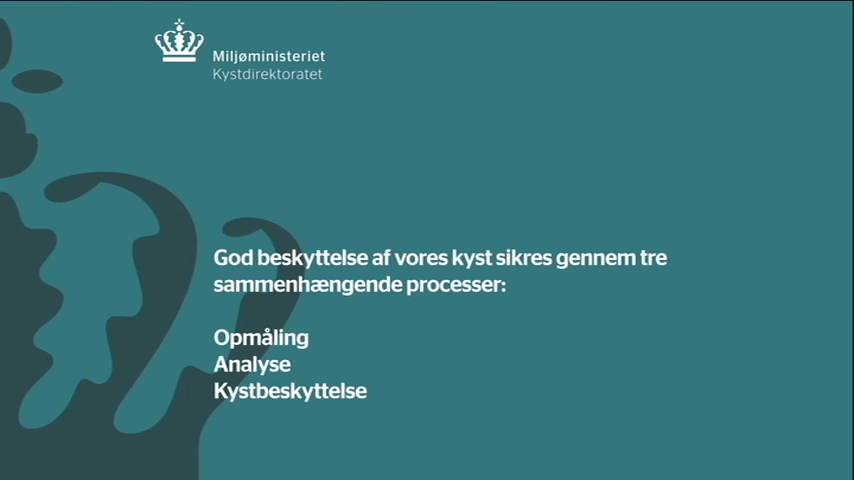 Miljøministeriet
Kystdirektoratet
God beskyttelse af vores kyst sikres gennem tre
sammenhængende processer:
Opmåling
Analyse
Kystbeskyttelse